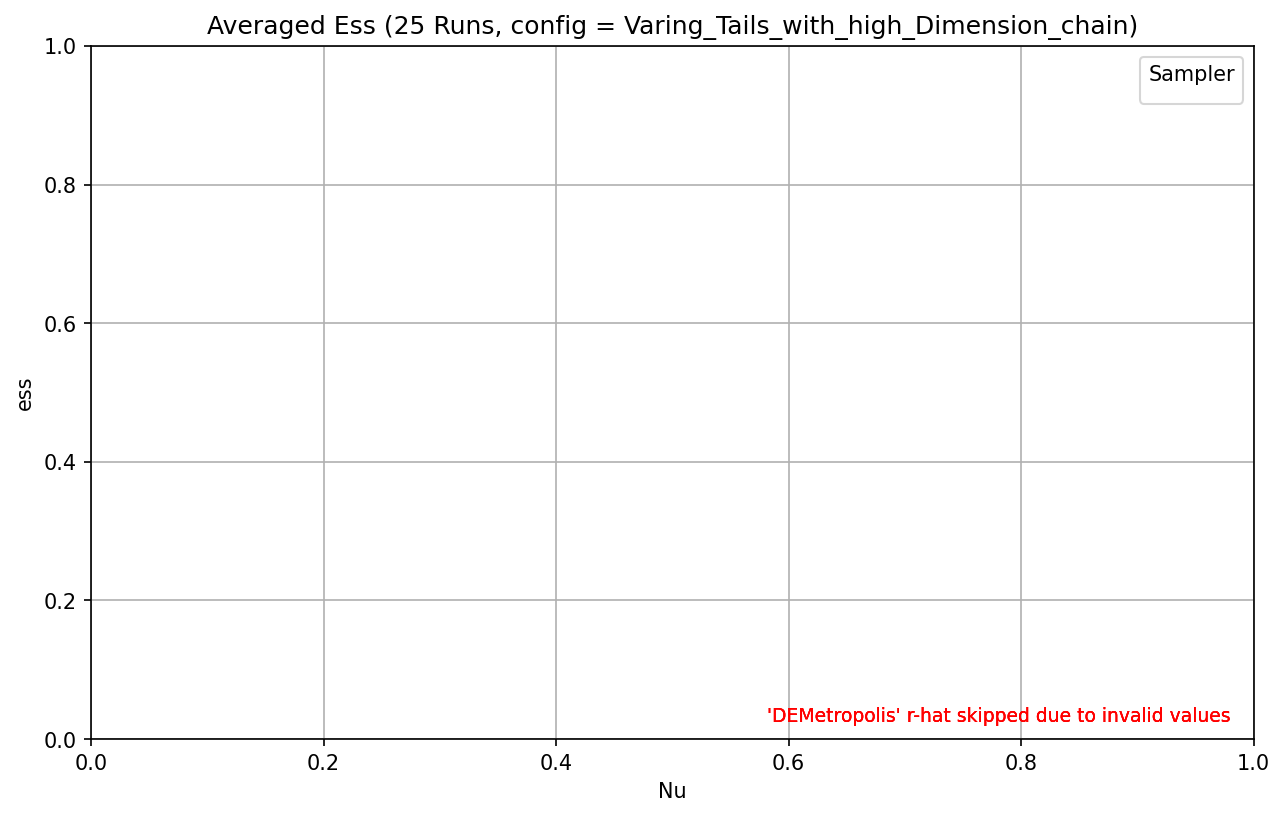 Averaged Ess (25 Runs, config = Varing_Tails_with_high_Dimension_chain)
1.0
0.8
0.6
0.4
0.2
0.0
ess
Sampler
'DEMetropolis' r-hat skipped due to invalid values
0.0 0.2 0.4 0.6 0.8 1.0
Nu